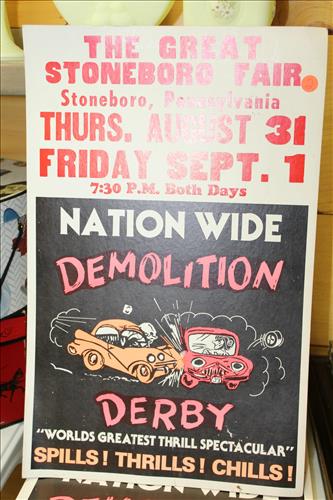 THE GREAT
STONEBORO FAIR
Stoneboro, Pennsylvania
THURS. AUGUST 31
FRIDAY SEPT. 1
7:30 P.M. Both Days
NATION WIDE
DEMOLITION
DERBY
"WORLDS GREATEST THRILL SPECTACULAR"
SPILLS! THRILLS! CHILLS!
NATION WIDE